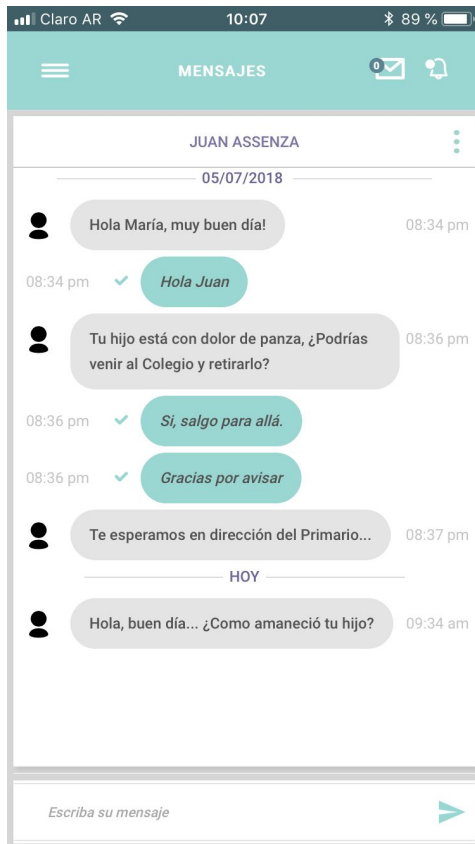 Claro AR 10:07 89 %
MENSAJES 0
JUAN ASSENZA
05/07/2018
Hola María, muy buen día! 08:34 pm
08:34 pm Hola Juan
Tu hijo está con dolor de panza, ¿Podrías 08:36 pm
venir al Colegio y retirarlo?
08:36 pm Si, salgo para allá.
08:36 pm Gracias por avisar
Te esperamos en dirección del Primario... 08:37 pm
HOY
Hola, buen día... ¿Como amaneció tu hijo? 09:34 am
Escriba su mensaje